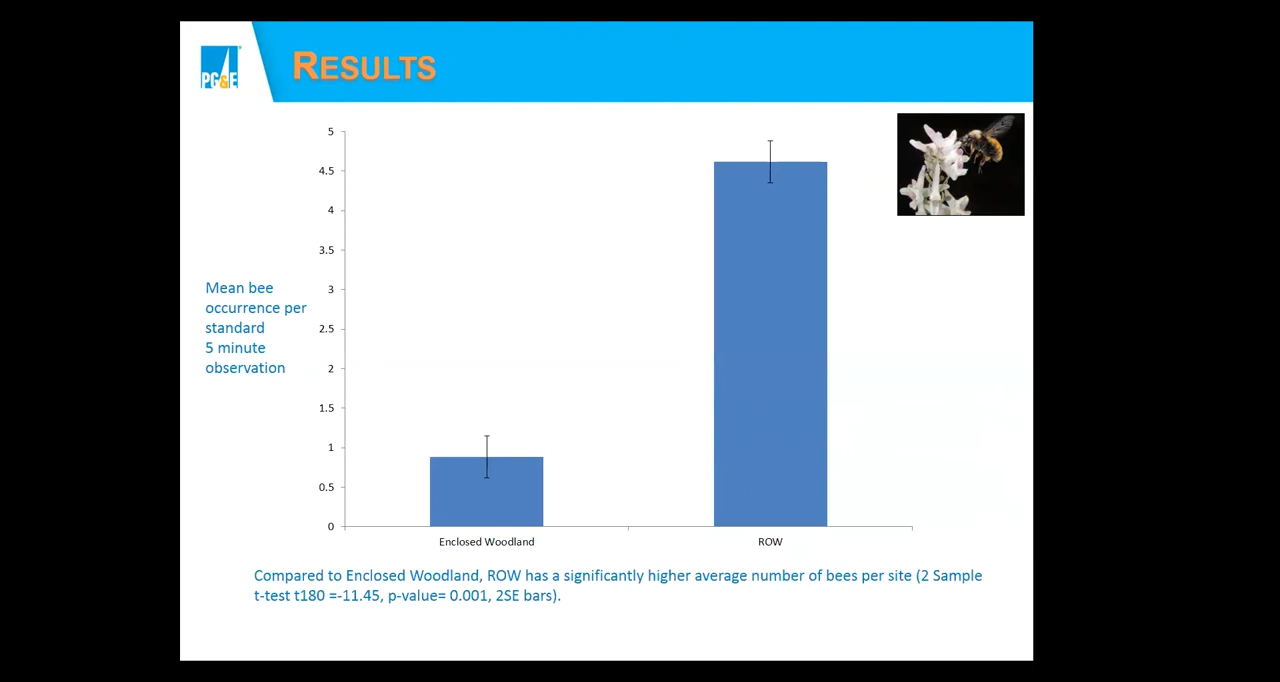 PG&E
RESULTS
5
4.5
4
3.5
3
2.5
2
1.5
1
0.5
0
Mean bee
occurrence per
standard
5 minute
observation
Enclosed Woodland
ROW
Compared to Enclosed Woodland, ROW has a significantly higher average number of bees per site (2 Sample
t-test t180 =-11.45, p-value= 0.001, 2SE bars).